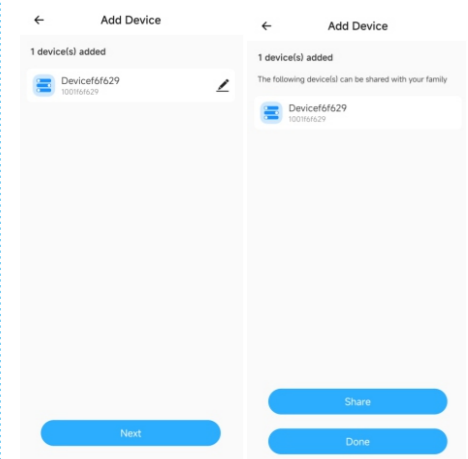 Add Device
1 device(s) added
Devicef6f629
1001f6f629
Next
Add Device
1 device(s) added
The following device(s) can be shared with your family
Devicef6f629
1001f6f629
Share
Done